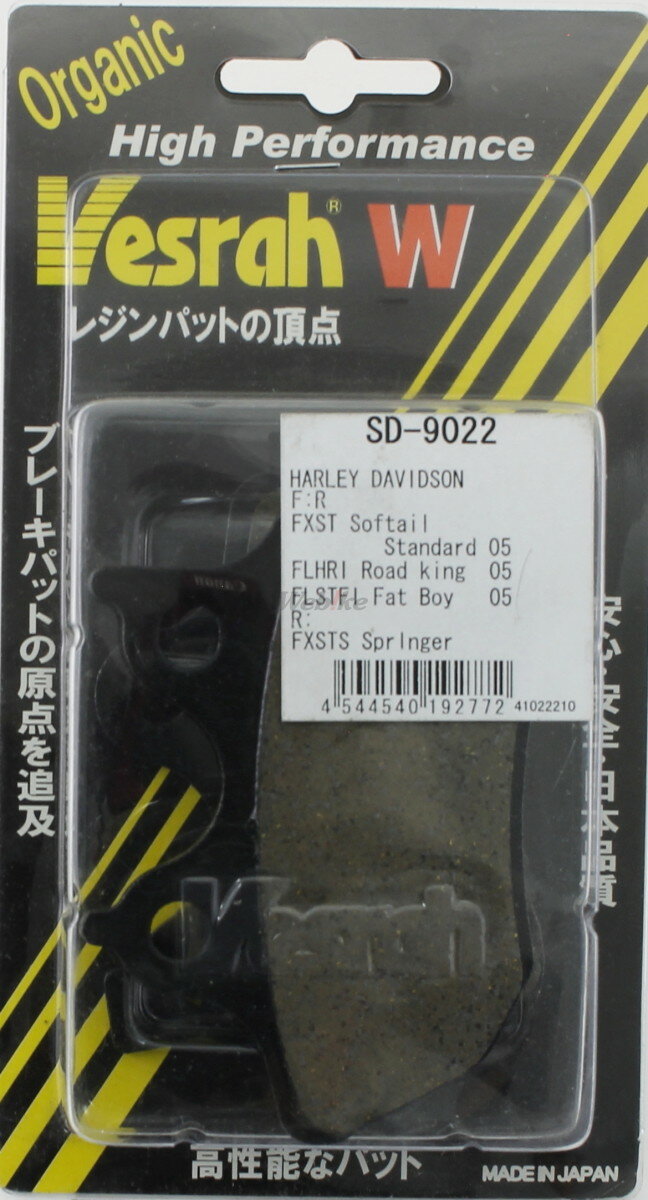 Organic
High Performance
Vesrah® W
レジンパットの頂点
ブレーキパットの原点を追及
SD-9022
HARLEY DAVIDSON
F:R
FXST Softail
Standard 05
FLHRI Road king 05
FLSTFI Fat Boy 05
R:
FXSTS Springer
4 544540 192772 41022210
Webike
Vesrah
高性能なパット
MADE IN JAPAN